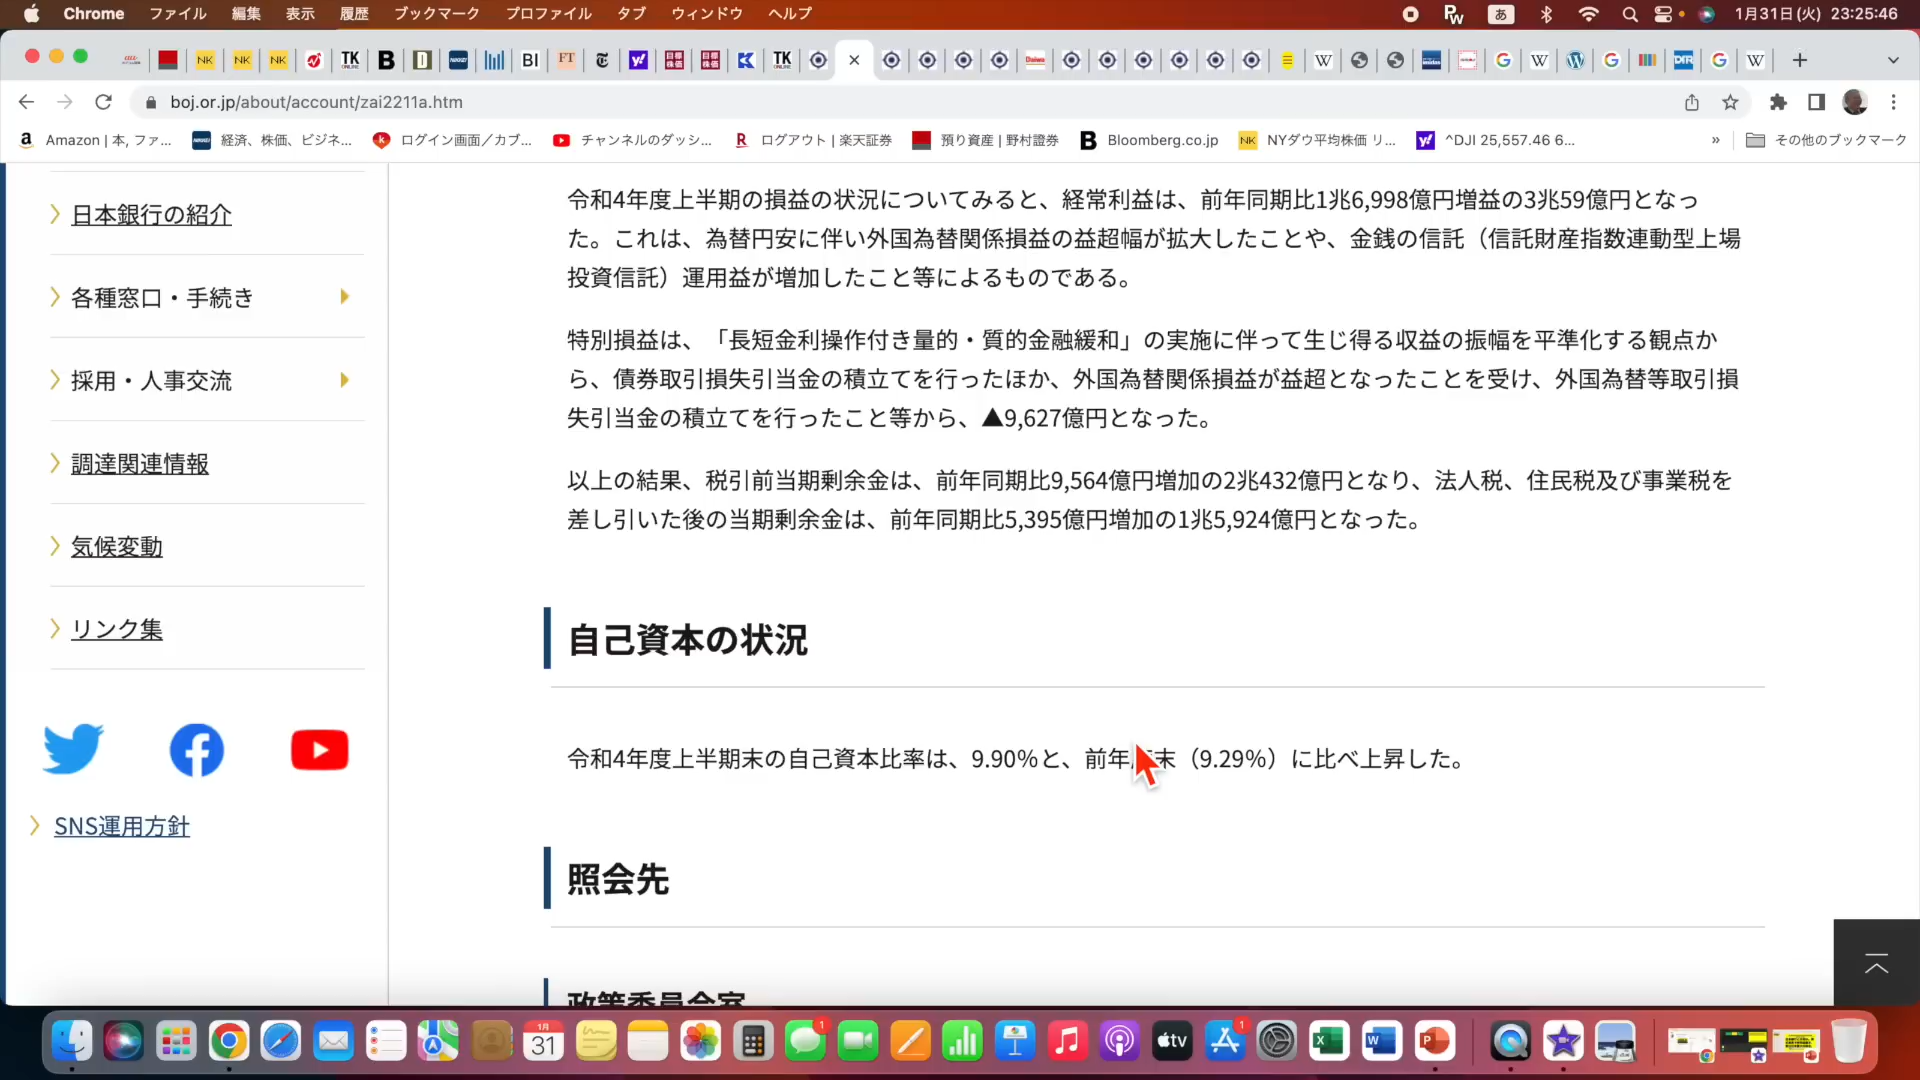 Chrome ファイル 編集 表示 履歴 ブックマーク プロファイル タブ ウィンドウ ヘルプ
あ 1月31日(火) 23:25:46
boj.or.jp/about/account/zai2211a.htm
Amazon | 本, ファ... 経済、株価、ビジネ... ログイン画面／カブ... チャンネルのダッシ... ログアウト | 楽天証券 預り資産 | 野村證券 Bloomberg.co.jp NYダウ平均株価 リ... ^DJI 25,557.46 6... » その他のブックマーク
日本銀行の紹介
各種窓口・手続き
採用・人事交流
調達関連情報
気候変動
リンク集
SNS運用方針
令和4年度上半期の損益の状況についてみると、経常利益は、前年同期比1兆6,998億円増益の3兆59億円となっ
た。これは、為替円安に伴い外国為替関係損益の益超幅が拡大したことや、金銭の信託（信託財産指数連動型上場
投資信託）運用益が増加したこと等によるものである。
特別損益は、「長短金利操作付き量的・質的金融緩和」の実施に伴って生じ得る収益の振幅を平準化する観点か
ら、債券取引損失引当金の積立てを行ったほか、外国為替関係損益が益超となったことを受け、外国為替等取引損
失引当金の積立てを行ったこと等から、▲9,627億円となった。
以上の結果、税引前当期剰余金は、前年同期比9,564億円増加の2兆432億円となり、法人税、住民税及び事業税を
差し引いた後の当期剰余金は、前年同期比5,395億円増加の1兆5,924億円となった。
自己資本の状況
令和4年度上半期末の自己資本比率は、9.90％と、前年度末（9.29％）に比べ上昇した。
照会先
政策委員会室